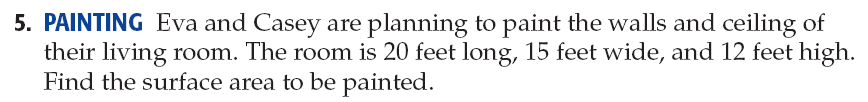 5. PAINTING Eva and Casey are planning to paint the walls and ceiling of
their living room. The room is 20 feet long, 15 feet wide, and 12 feet high.
Find the surface area to be painted.